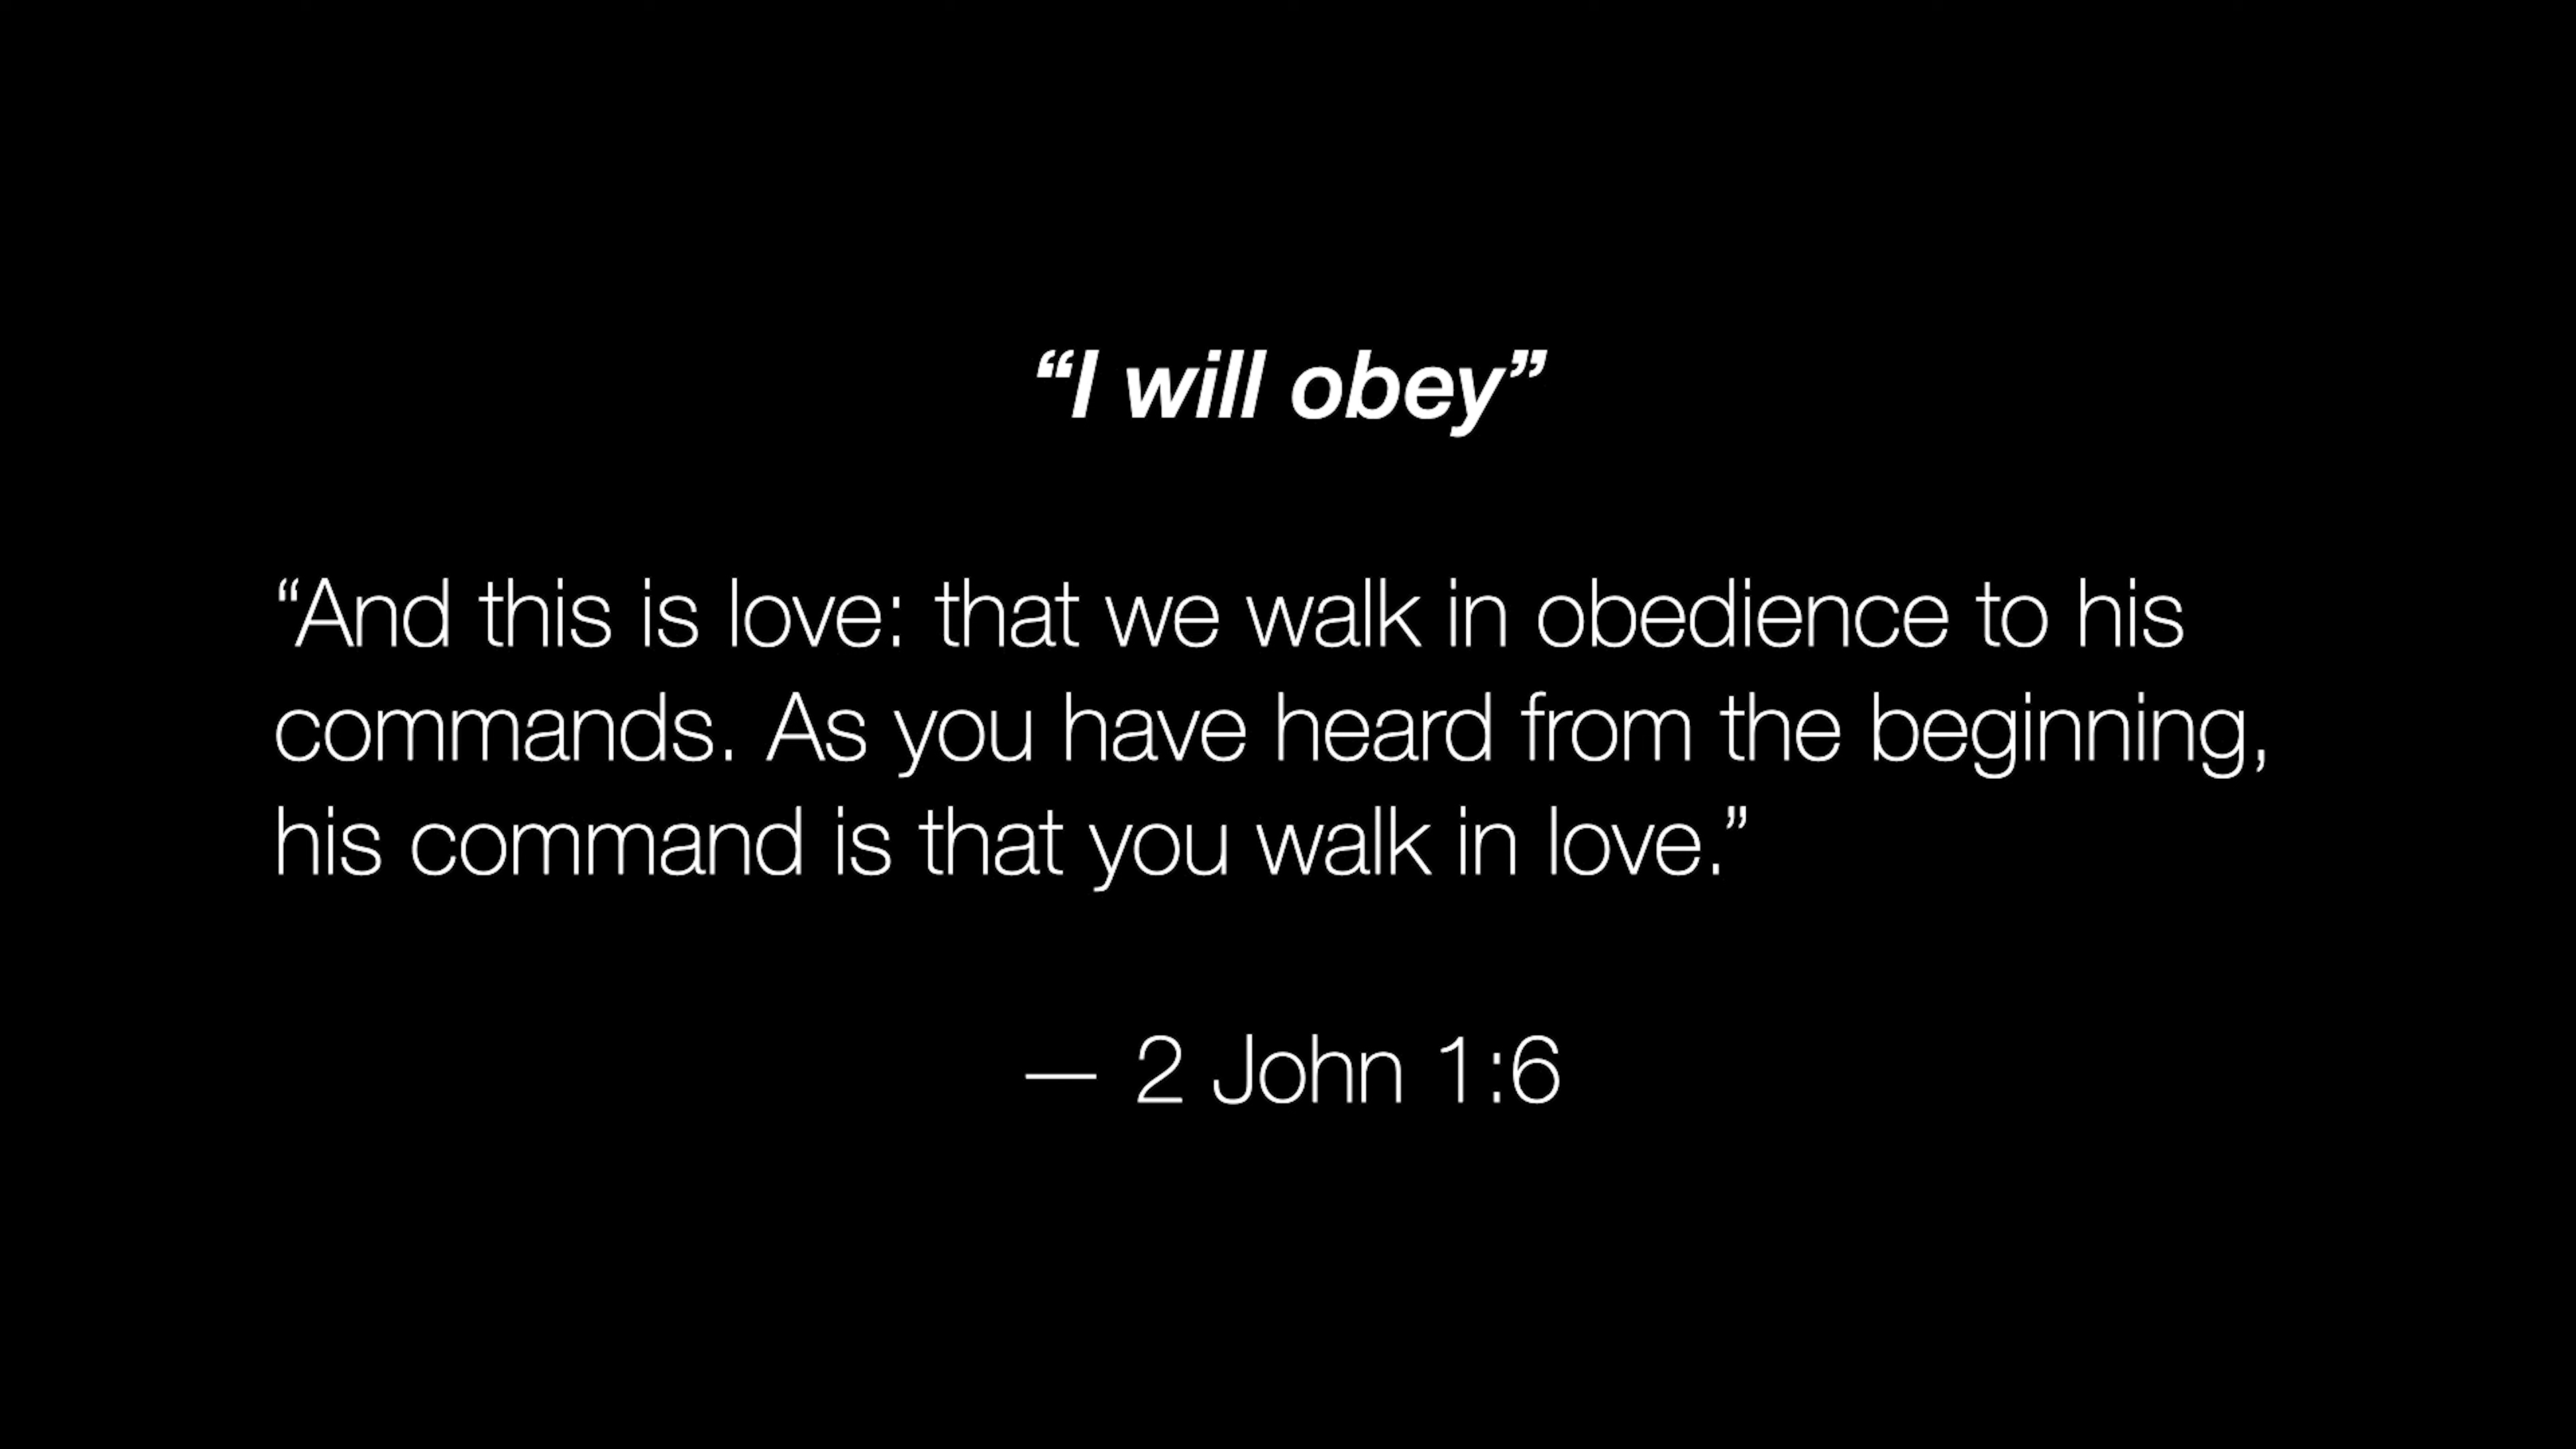 “I will obey”
“And this is love: that we walk in obedience to his
commands. As you have heard from the beginning,
his command is that you walk in love.”
— 2 John 1:6